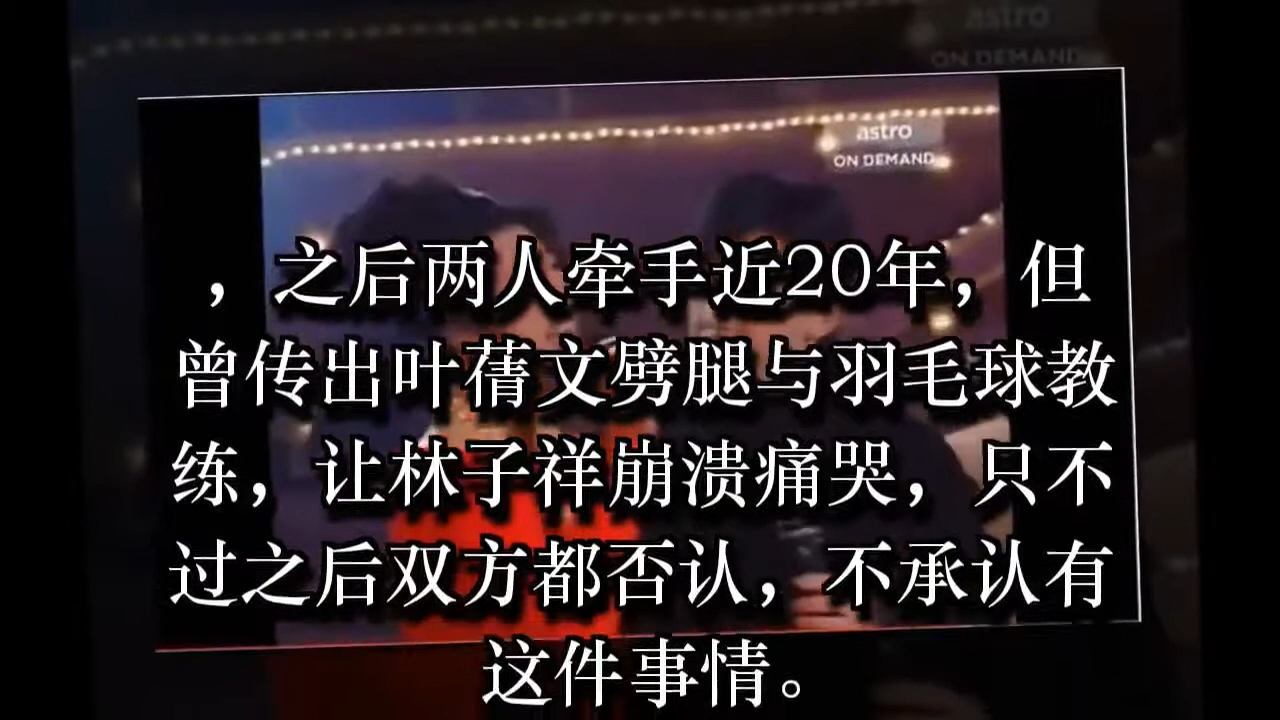 astro
ON DEMAND
astro
ON DEMAND
，之后两人牵手近20年，但
曾传出叶蒨文劈腿与羽毛球教
练，让林子祥崩溃痛哭，只不
过之后双方都否认，不承认有
这件事情。